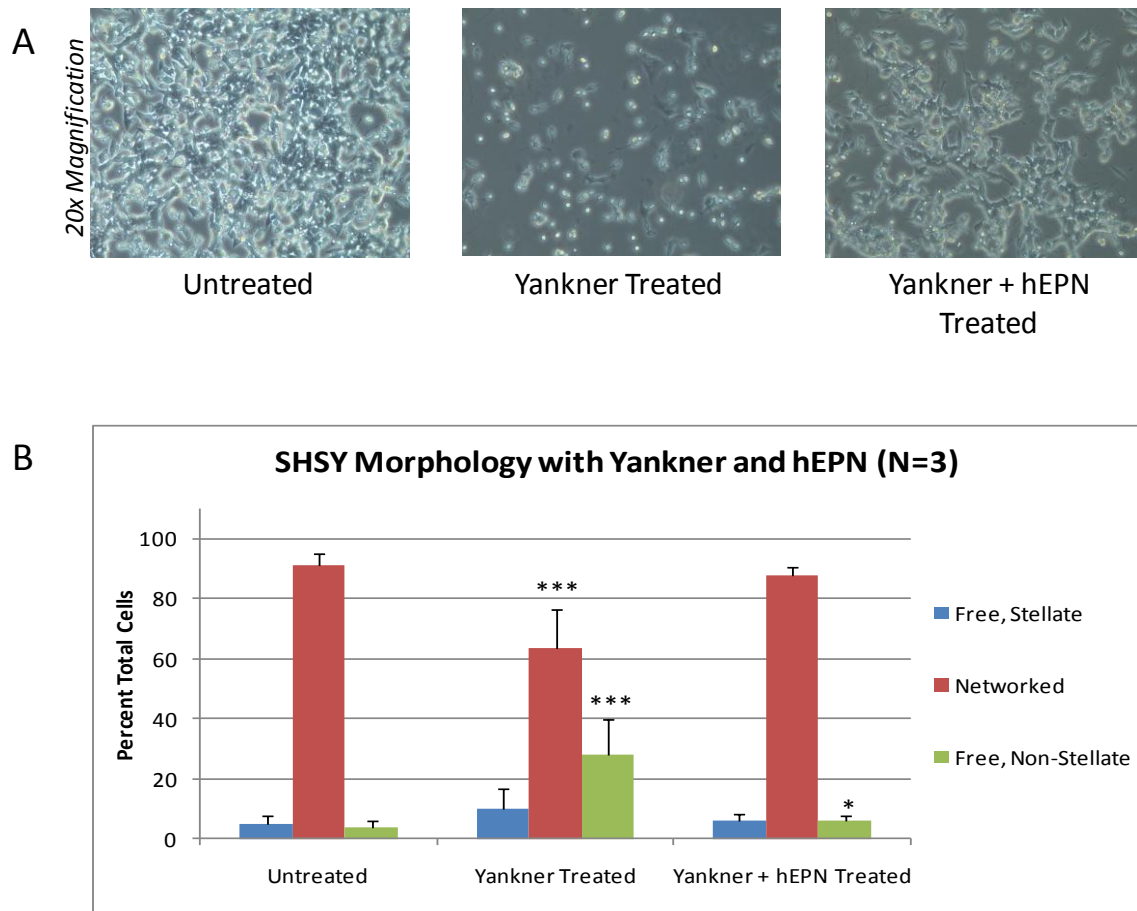 A
20x Magnification
Untreated
Yankner Treated
Yankner + hEPN
Treated
B
SHSY Morphology with Yankner and hEPN (N=3)
Percent Total Cells
100
80
60
40
20
0
***
***
*
Untreated
Yankner Treated
Yankner + hEPN Treated
Free, Stellate
Networked
Free, Non-Stellate